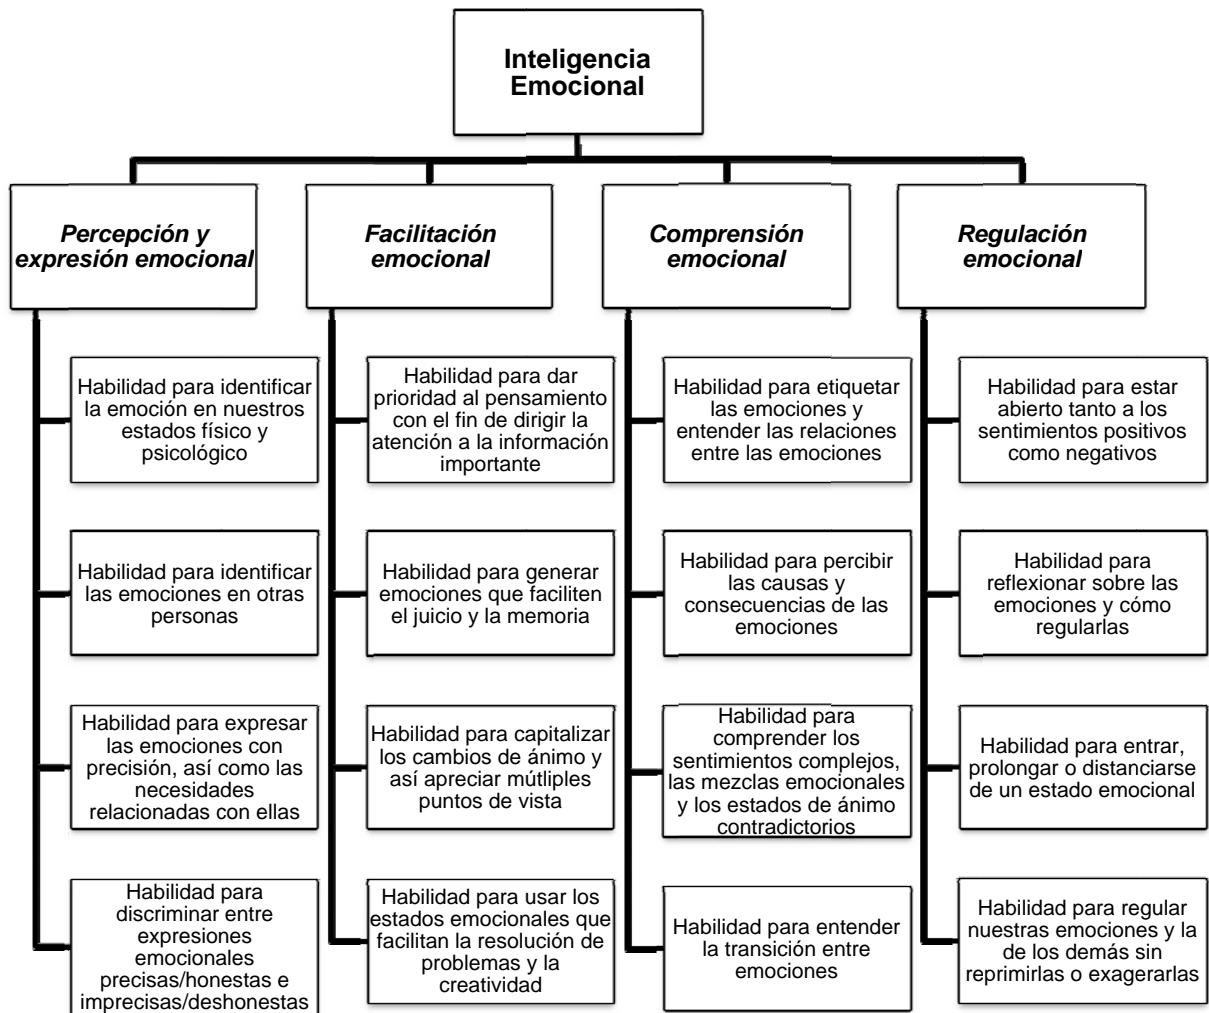 Inteligencia
Emocional
Percepción y
expresión emocional
Facilitación
emocional
Comprensión
emocional
Regulación
emocional
Habilidad para identificar
la emoción en nuestros
estados físico y
psicológico
Habilidad para dar
prioridad al pensamiento
con el fin de dirigir la
atención a la información
importante
Habilidad para etiquetar
las emociones y
entender las relaciones
entre las emociones
Habilidad para estar
abierto tanto a los
sentimientos positivos
como negativos
Habilidad para identificar
las emociones en otras
personas
Habilidad para generar
emociones que faciliten
el juicio y la memoria
Habilidad para percibir
las causas y
consecuencias de las
emociones
Habilidad para
reflexionar sobre las
emociones y cómo
regularlas
Habilidad para expresar
las emociones con
precisión, así como las
necesidades
relacionadas con ellas
Habilidad para capitalizar
los cambios de ánimo y
así apreciar mútliples
puntos de vista
Habilidad para
comprender los
sentimientos complejos,
las mezclas emocionales
y los estados de ánimo
contradictorios
Habilidad para entrar,
prolongar o distanciarse
de un estado emocional
Habilidad para
discriminar entre
expresiones
emocionales
precisas/honestas e
imprecisas/deshonestas
Habilidad para usar los
estados emocionales que
facilitan la resolución de
problemas y la
creatividad
Habilidad para entender
la transición entre
emociones
Habilidad para regular
nuestras emociones y la
de los demás sin
reprimirlas o exagerarlas